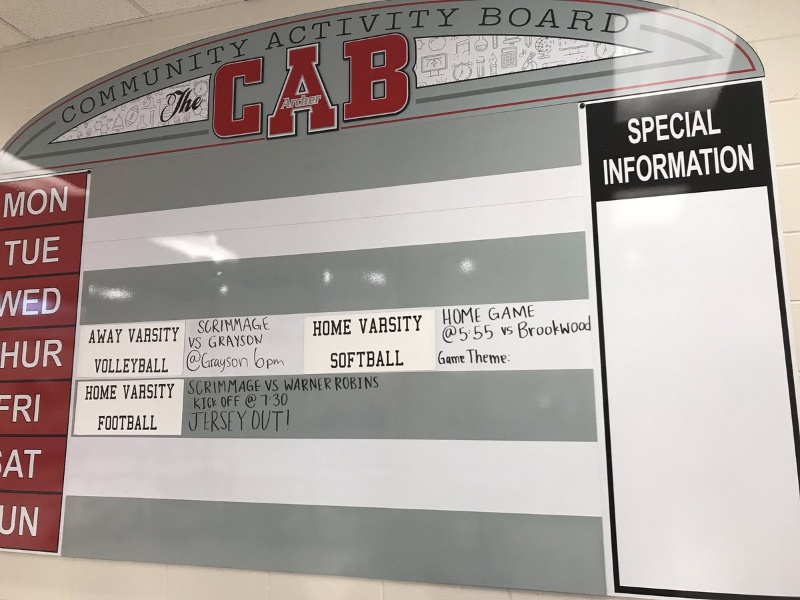 COMMUNITY ACTIVITY BOARD
The CAB
Archer
SPECIAL
INFORMATION
MON
TUE
WED
HUR
AWAY VARSITY
VOLLEYBALL
SCRIMMAGE
VS GRAYSON
@Grayson 6pm
HOME VARSITY
SOFTBALL
HOME GAME
@5:55 vs Brookwood
Game Theme:
FRI
HOME VARSITY
FOOTBALL
SCRIMMAGE VS WARNER ROBINS
KICK OFF @ 7:30
JERSEY OUT!
SAT
UN